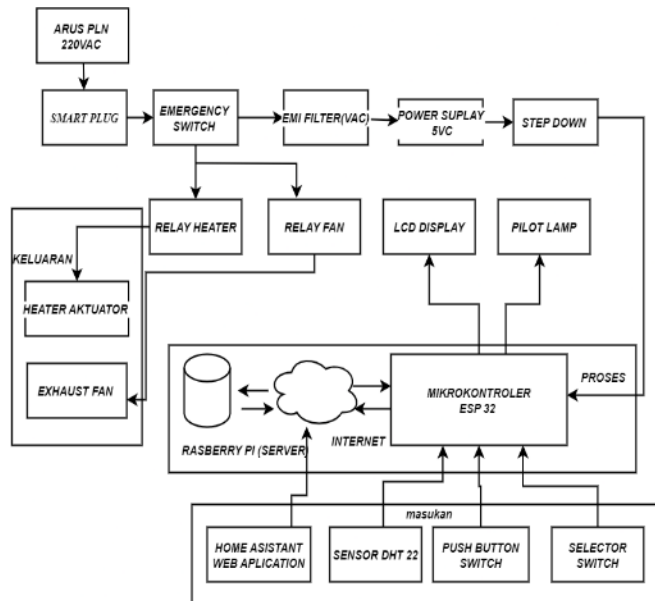 ARUS PLN
220VAC
SMART PLUG
EMERGENCY
SWITCH
EMI FILTER(VAC)
POWER SUPLAY
5VC
STEP DOWN
RELAY HEATER
RELAY FAN
LCD DISPLAY
PILOT LAMP
KELUARAN
HEATER AKTUATOR
EXHAUST FAN
PROSES
MIKROKONTROLER
ESP 32
INTERNET
RASBERRY PI (SERVER)
masukan
HOME ASISTANT
WEB APLICATION
SENSOR DHT 22
PUSH BUTTON
SWITCH
SELECTOR
SWITCH